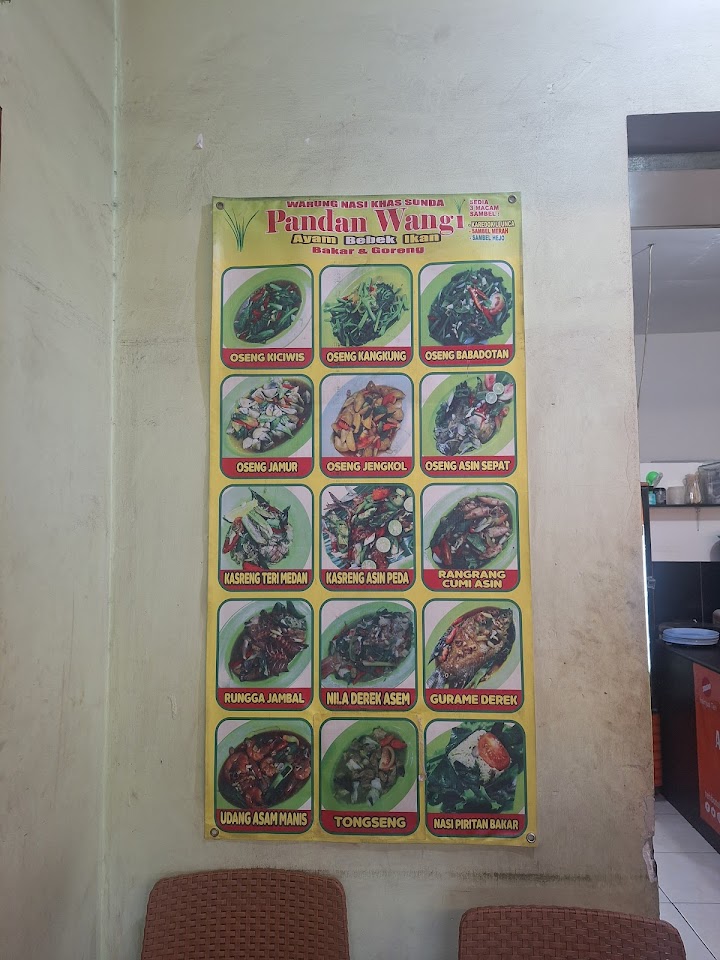 WARUNG NASI KHAS SUNDA
Pandan Wangi
Ayam Bebek Ikan
Bakar & Goreng
SEDIA
3 MACAM
SAMBEL!
- SAMBEL MERAH
- SAMBEL HEJO
OSENG KICIWIS
OSENG KANGKUNG
OSENG BABADOTAN
OSENG JAMUR
OSENG JENGKOL
OSENG ASIN SEPAT
KASRENG TERI MEDAN
KASRENG ASIN PEDA
RANGRANG
CUMI ASIN
RUNGGA JAMBAL
NILA DEREK ASEM
GURAME DEREK
UDANG ASAM MANIS
TONGSENG
NASI PIRITAN BAKAR